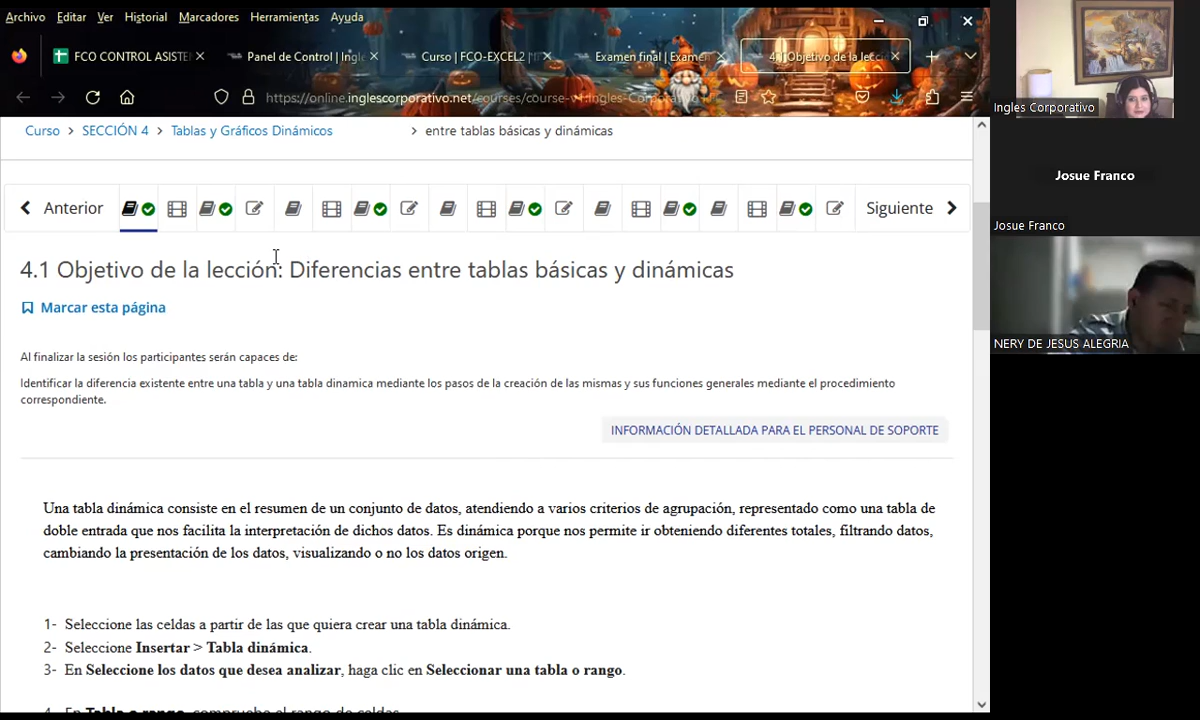 Archivo Editar Ver Historial Marcadores Herramientas Ayuda
FCO CONTROL ASISTE
Panel de Control | Ingle
Curso | FCO-EXCEL2 |
Examen final | Examen
4.1 Objetivo de la lecció
https://online.inglescorporativo.net/courses/course-v1:Ingles-Corporativo
Curso > SECCIÓN 4 > Tablas y Gráficos Dinámicos > entre tablas básicas y dinámicas
Anterior
Siguiente
4.1 Objetivo de la lección: Diferencias entre tablas básicas y dinámicas
Marcar esta página
Al finalizar la sesión los participantes serán capaces de:
Identificar la diferencia existente entre una tabla y una tabla dinamica mediante los pasos de la creación de las mismas y sus funciones generales mediante el procedimiento
correspondiente.
INFORMACIÓN DETALLADA PARA EL PERSONAL DE SOPORTE
Una tabla dinámica consiste en el resumen de un conjunto de datos, atendiendo a varios criterios de agrupación, representado como una tabla de
doble entrada que nos facilita la interpretación de dichos datos. Es dinámica porque nos permite ir obteniendo diferentes totales, filtrando datos,
cambiando la presentación de los datos, visualizando o no los datos origen.
1- Seleccione las celdas a partir de las que quiera crear una tabla dinámica.
2- Seleccione Insertar > Tabla dinámica.
3- En Seleccione los datos que desea analizar, haga clic en Seleccionar una tabla o rango.
4- En Tabla o rango, compruebe el rango de celdas.
Ingles Corporativo
Josue Franco
Josue Franco
NERY DE JESUS ALEGRIA